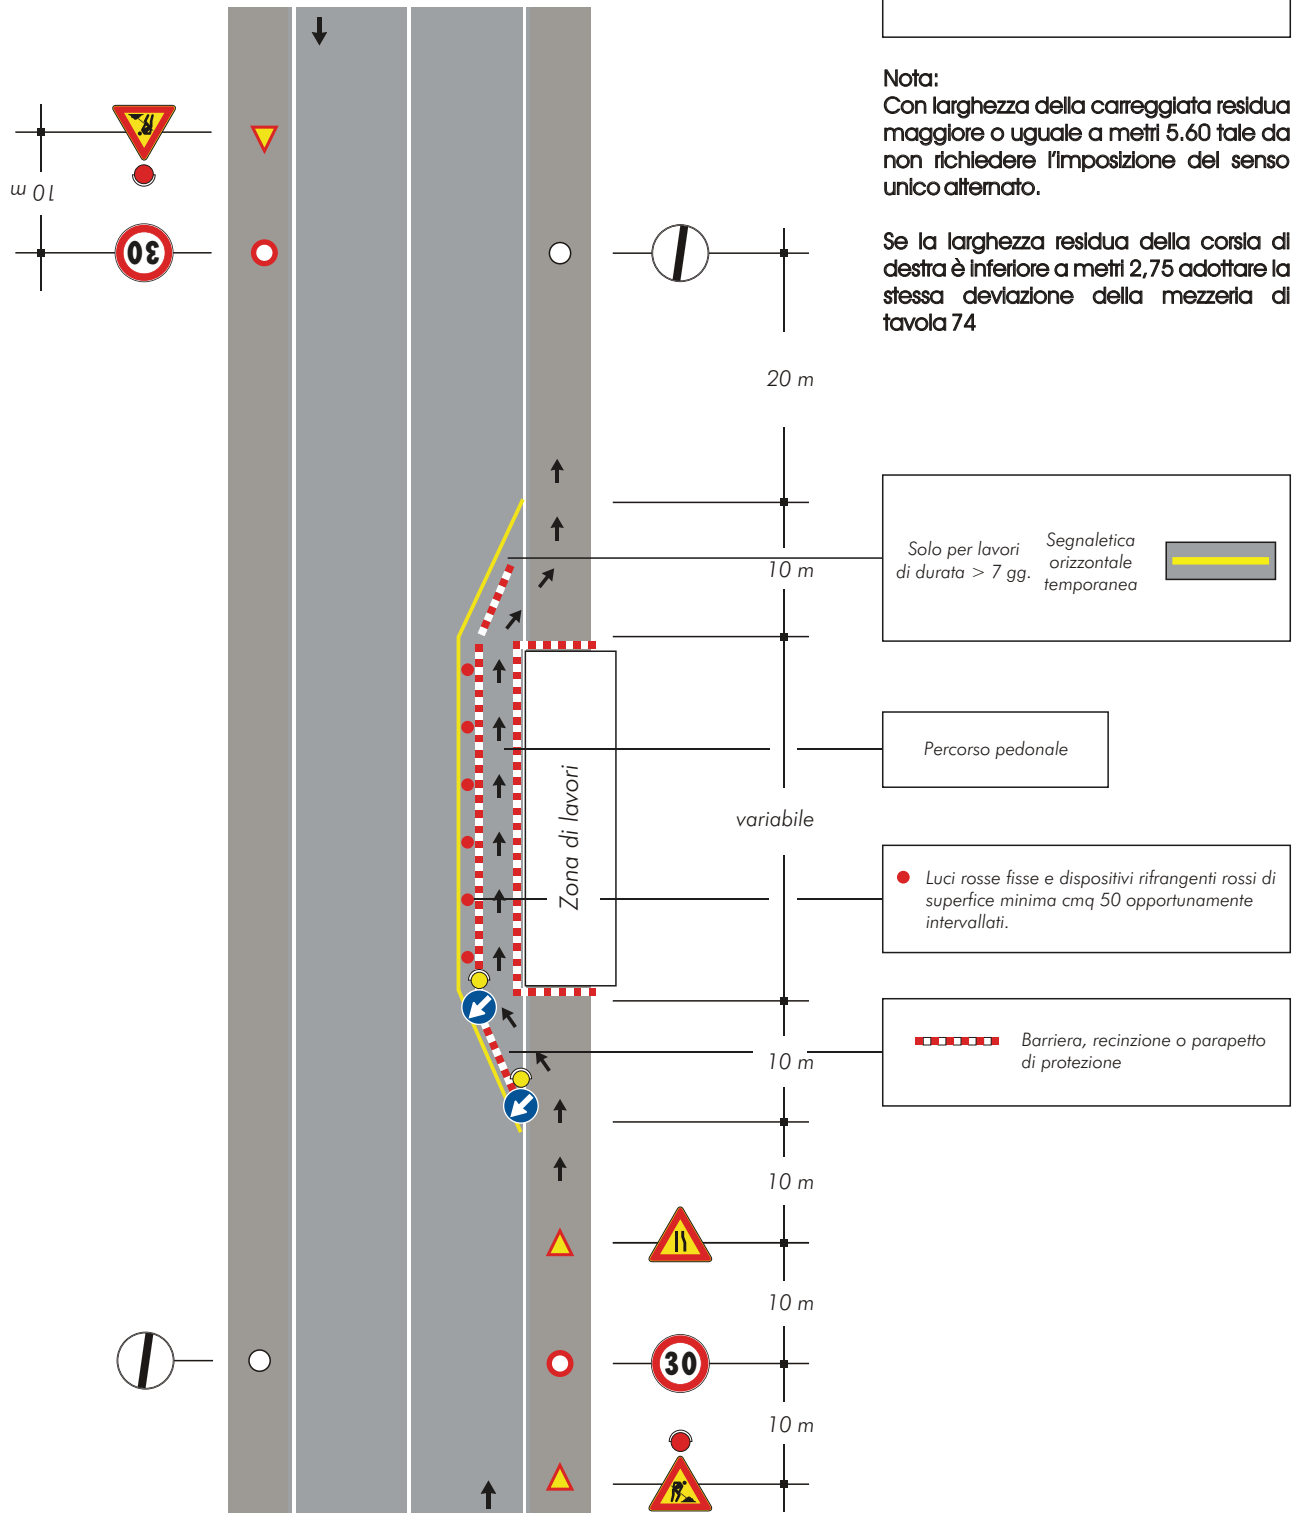 Nota:
Con larghezza della carreggiata residua
maggiore o uguale a metri 5.60 tale da
non richiedere l'imposizione del senso
unico alternato.
Se la larghezza residua della corsia di
destra è inferiore a metri 2,75 adottare la
stessa deviazione della mezzeria di
tavola 74
10 m
30
20 m
10 m
Solo per lavori
di durata > 7 gg.
Segnaletica
orizzontale
temporanea
Percorso pedonale
Zona di lavori
variabile
Luci rosse fisse e dispositivi rifrangenti rossi di
superfice minima cmq 50 opportunamente
intervallati.
Barriera, recinzione o parapetto
di protezione
10 m
10 m
10 m
30
10 m